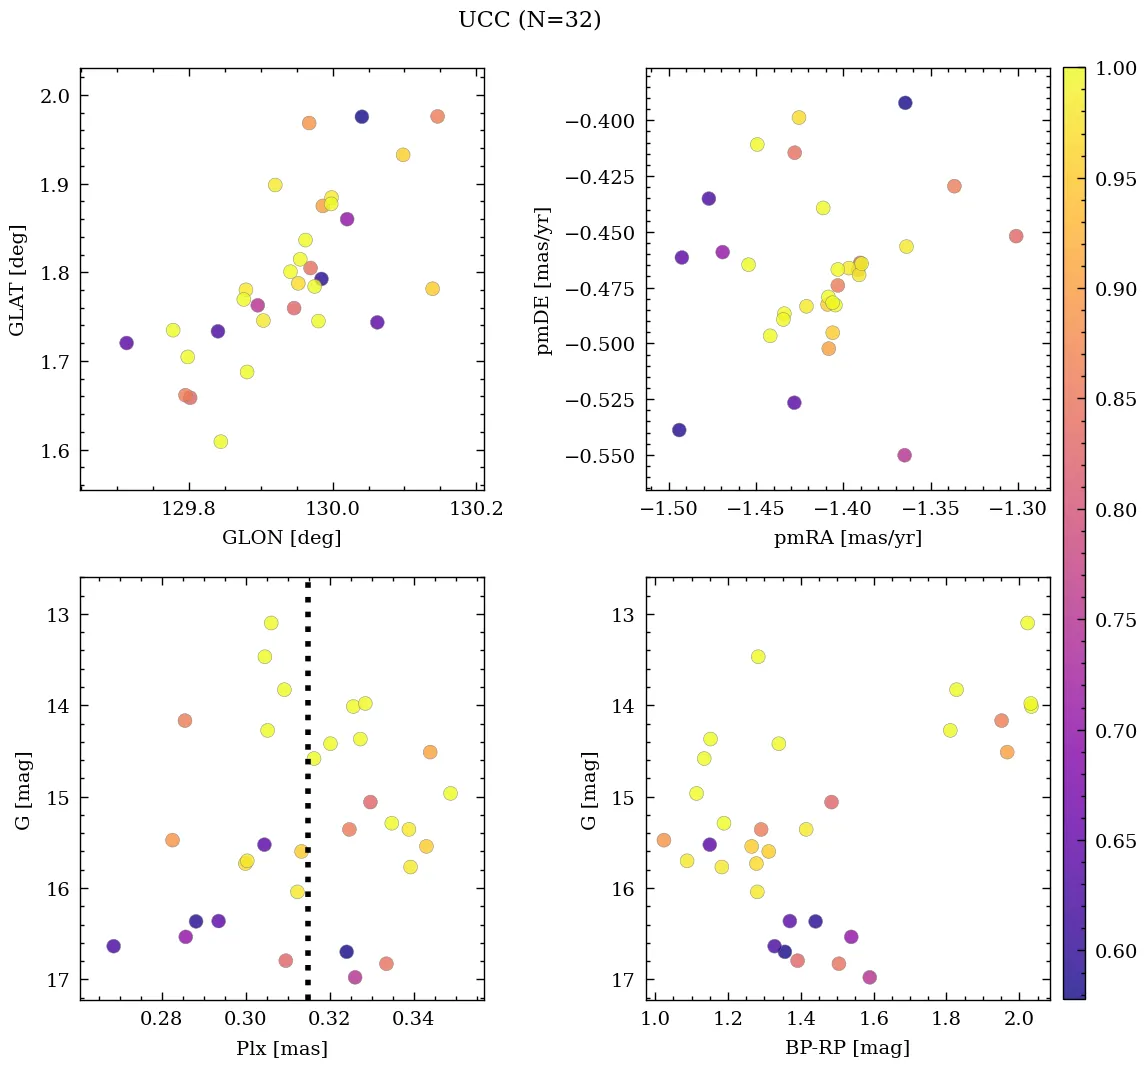 UCC (N=32)
2.0
1.9
1.8
1.7
1.6
GLAT [deg]
129.8 130.0 130.2
GLON [deg]
−0.400
−0.425
−0.450
−0.475
−0.500
−0.525
−0.550
pmDE [mas/yr]
−1.50 −1.45 −1.40 −1.35 −1.30
pmRA [mas/yr]
13
14
15
16
17
G [mag]
0.28 0.30 0.32 0.34
Plx [mas]
13
14
15
16
17
G [mag]
1.0 1.2 1.4 1.6 1.8 2.0
BP-RP [mag]
1.00
0.95
0.90
0.85
0.80
0.75
0.70
0.65
0.60